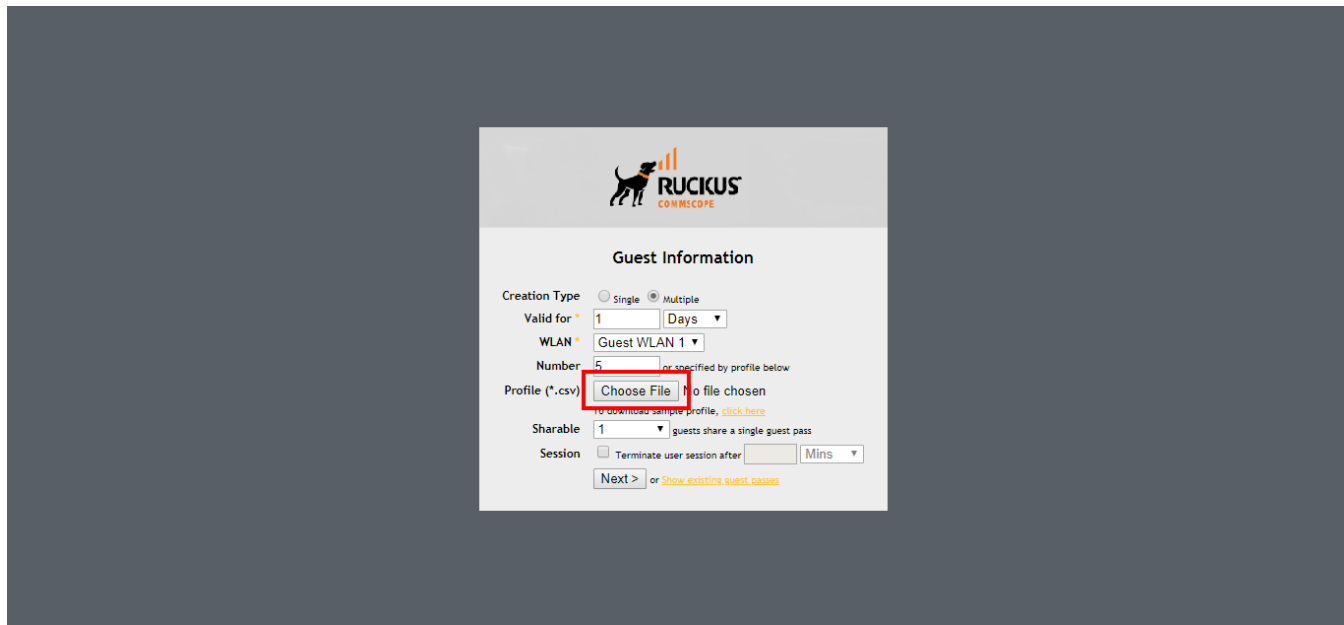 RUCKUS
COMMSCOPE
Guest Information
Creation Type Single Multiple
Valid for * 1 Days
WLAN * Guest WLAN 1
Number 5 or specified by profile below
Profile (*.csv) Choose File No file chosen
To download sample profile, click here
Sharable 1 guests share a single guest pass
Session Terminate user session after Mins
Next > or Show existing guest passes